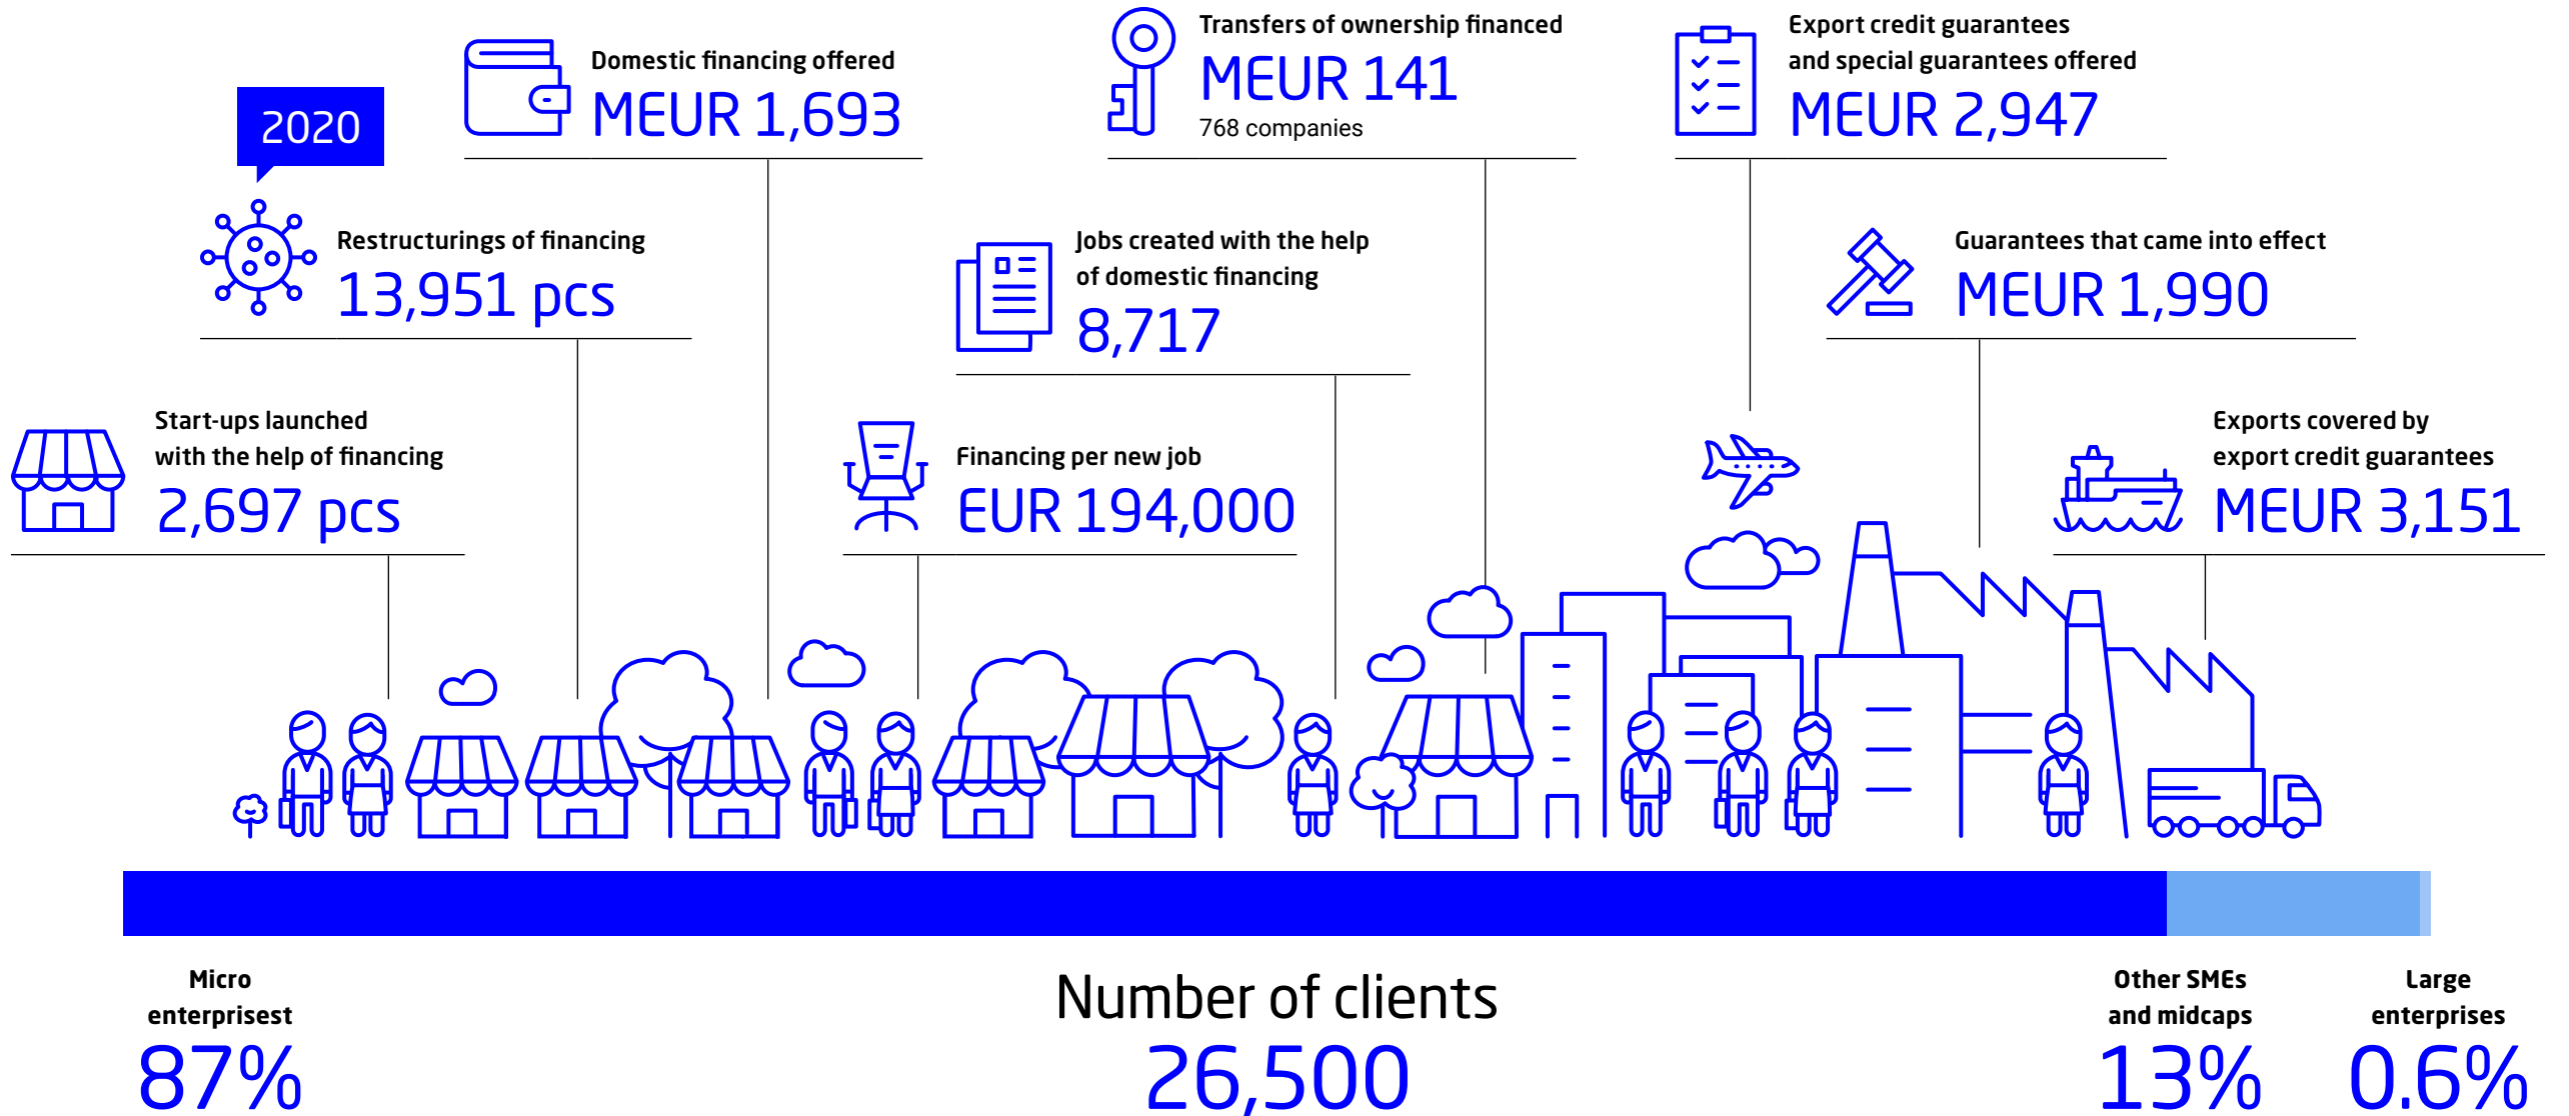 2020
Domestic financing offered
MEUR 1,693
Transfers of ownership financed
MEUR 141
768 companies
Export credit guarantees
and special guarantees offered
MEUR 2,947
Restructurings of financing
13,951 pcs
Jobs created with the help
of domestic financing
8,717
Guarantees that came into effect
MEUR 1,990
Start-ups launched
with the help of financing
2,697 pcs
Financing per new job
EUR 194,000
Exports covered by
export credit guarantees
MEUR 3,151
Micro
enterprisest
87%
Number of clients
26,500
Other SMEs
and midcaps
13%
Large
enterprises
0.6%